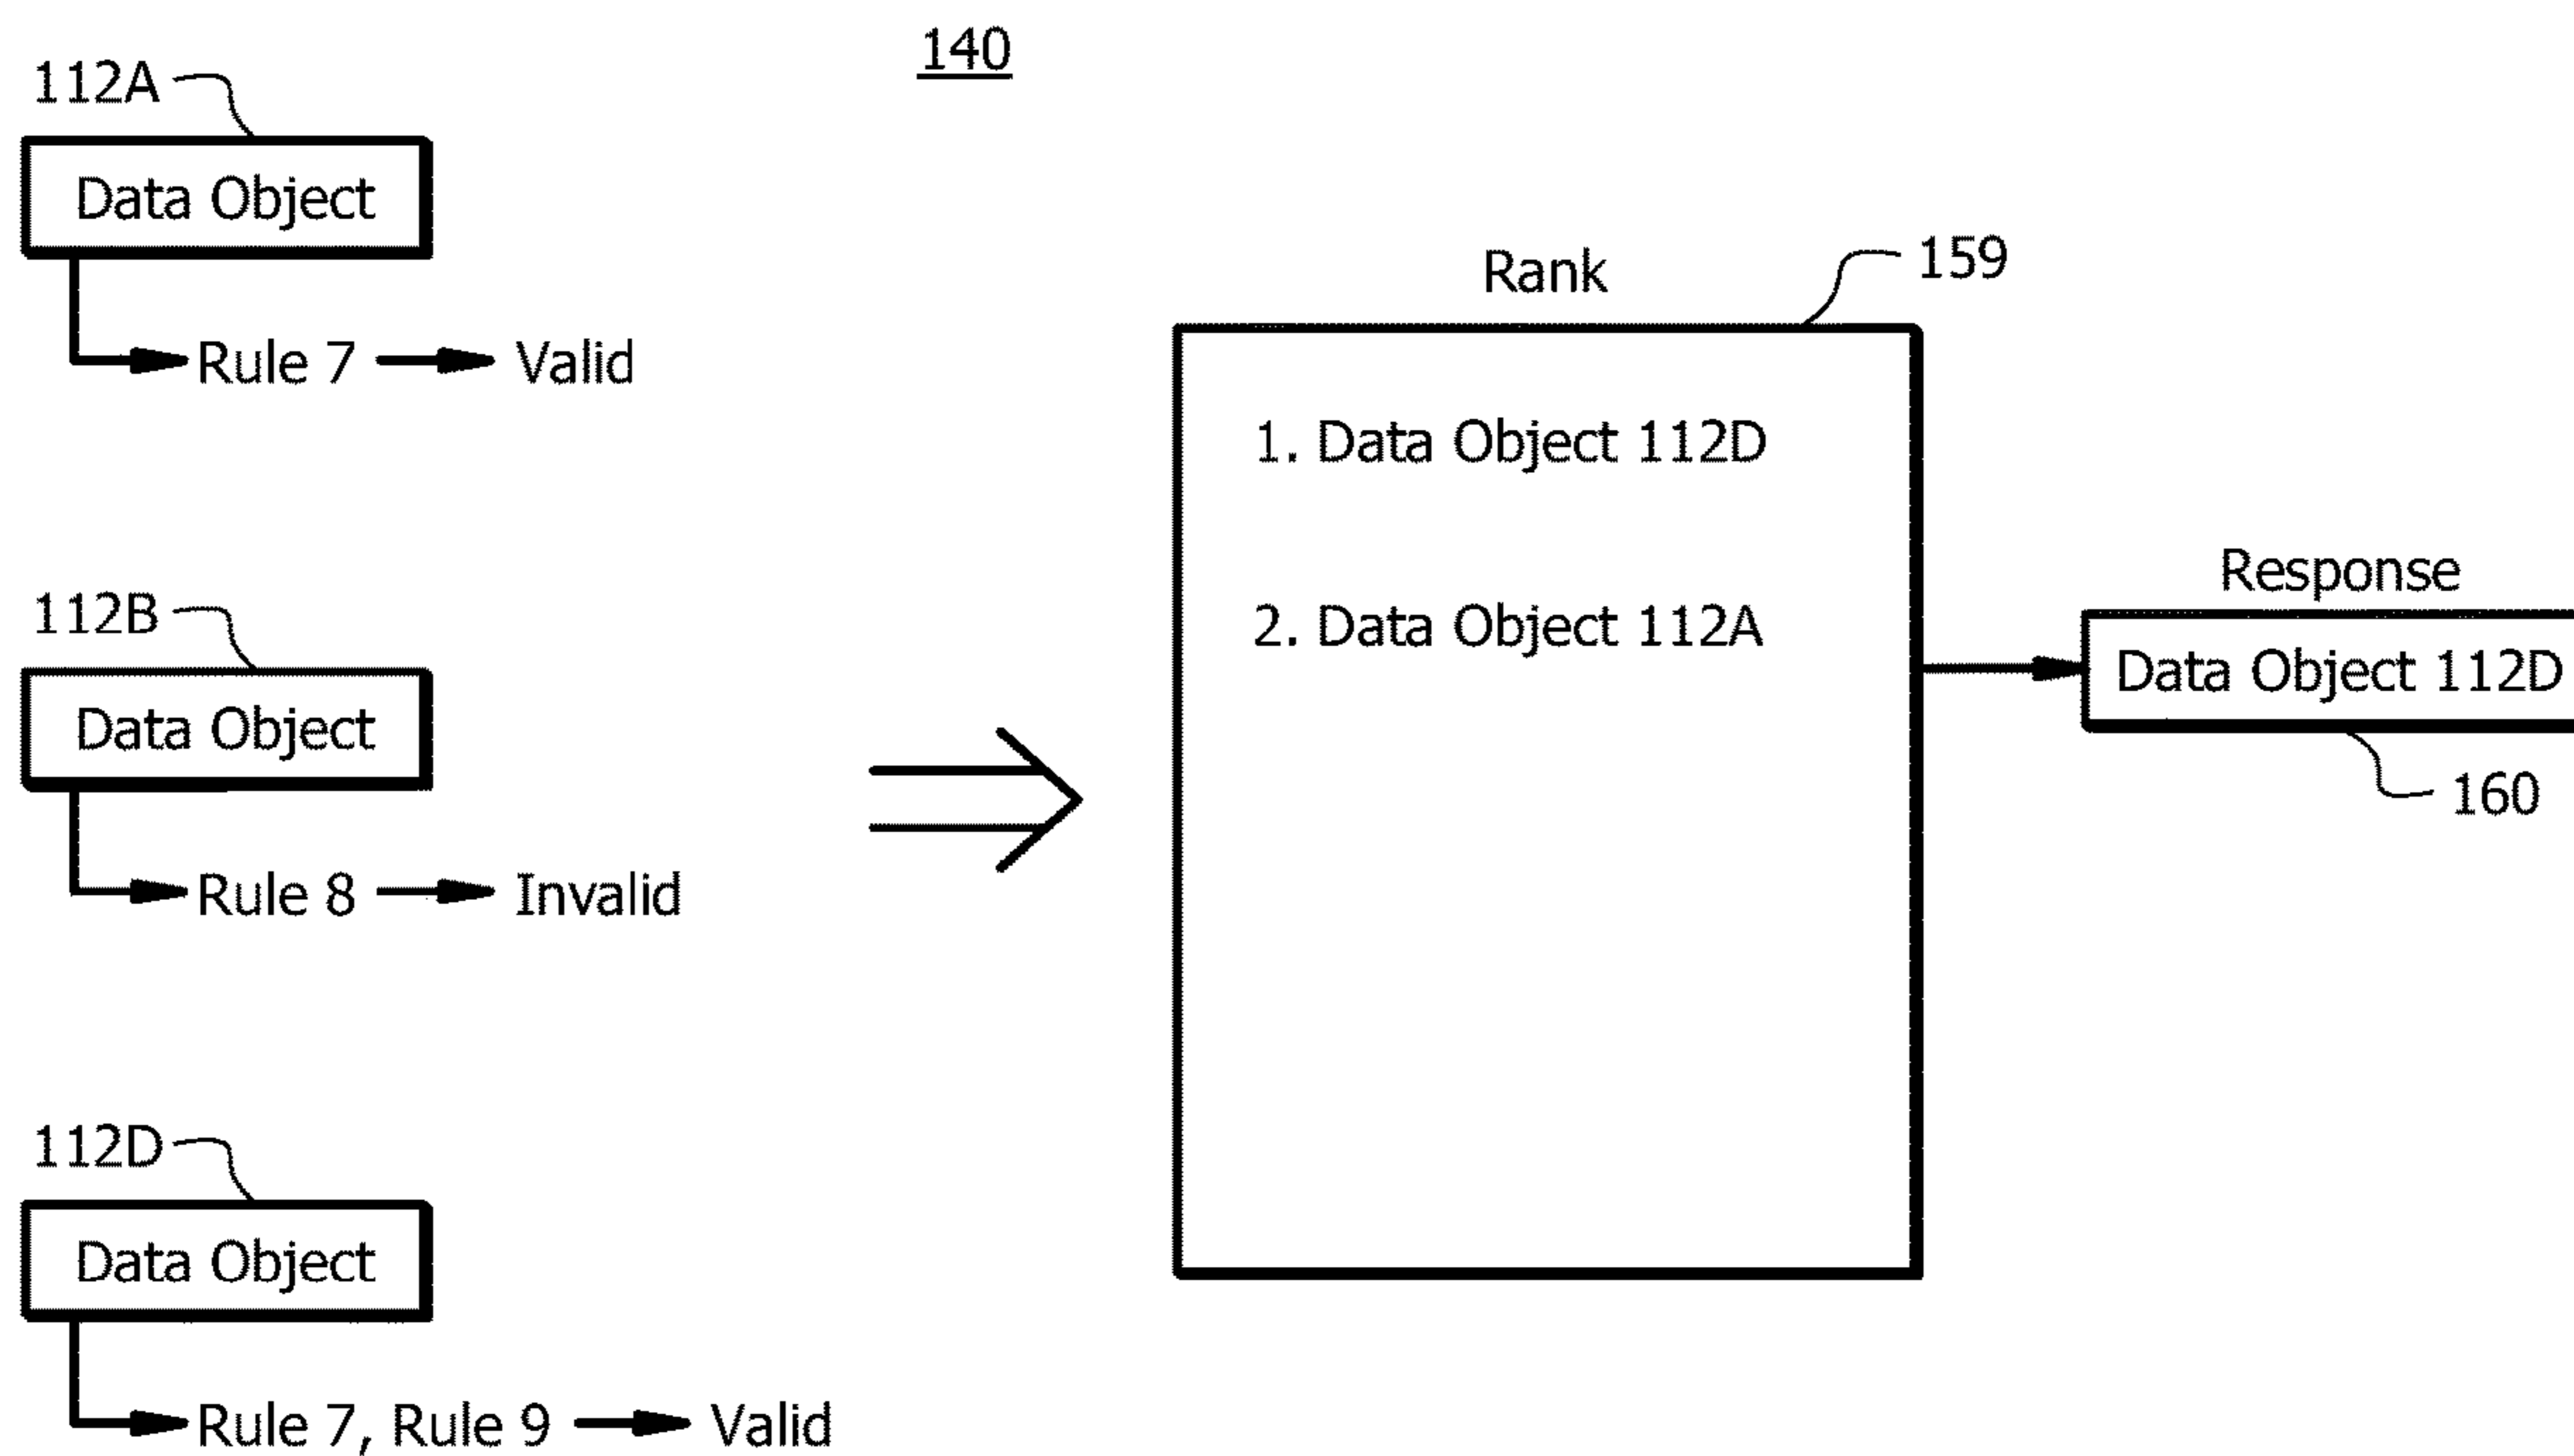 140
112A
Data Object
Rule 7 Valid
Rank
159
1. Data Object 112D
2. Data Object 112A
Response
Data Object 112D
160
112B
Data Object
Rule 8 Invalid
112D
Data Object
Rule 7, Rule 9 Valid